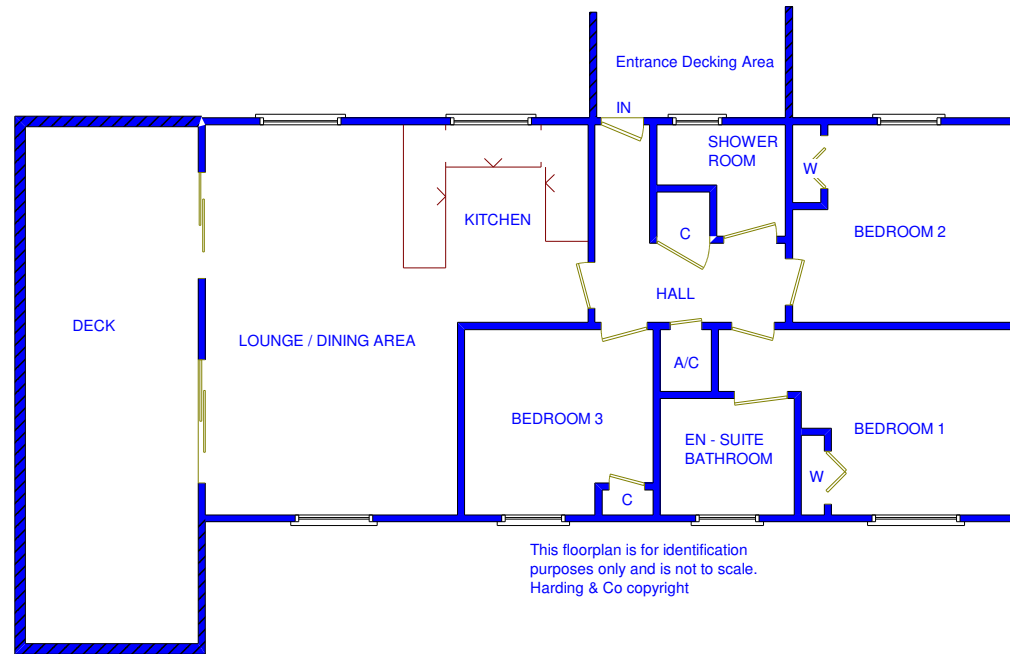 Entrance Decking Area
IN
SHOWER
ROOM
W
KITCHEN
C
BEDROOM 2
HALL
DECK
LOUNGE / DINING AREA
A/C
BEDROOM 3
EN - SUITE
BATHROOM
BEDROOM 1
W
C
This floorplan is for identification
purposes only and is not to scale.
Harding & Co copyright